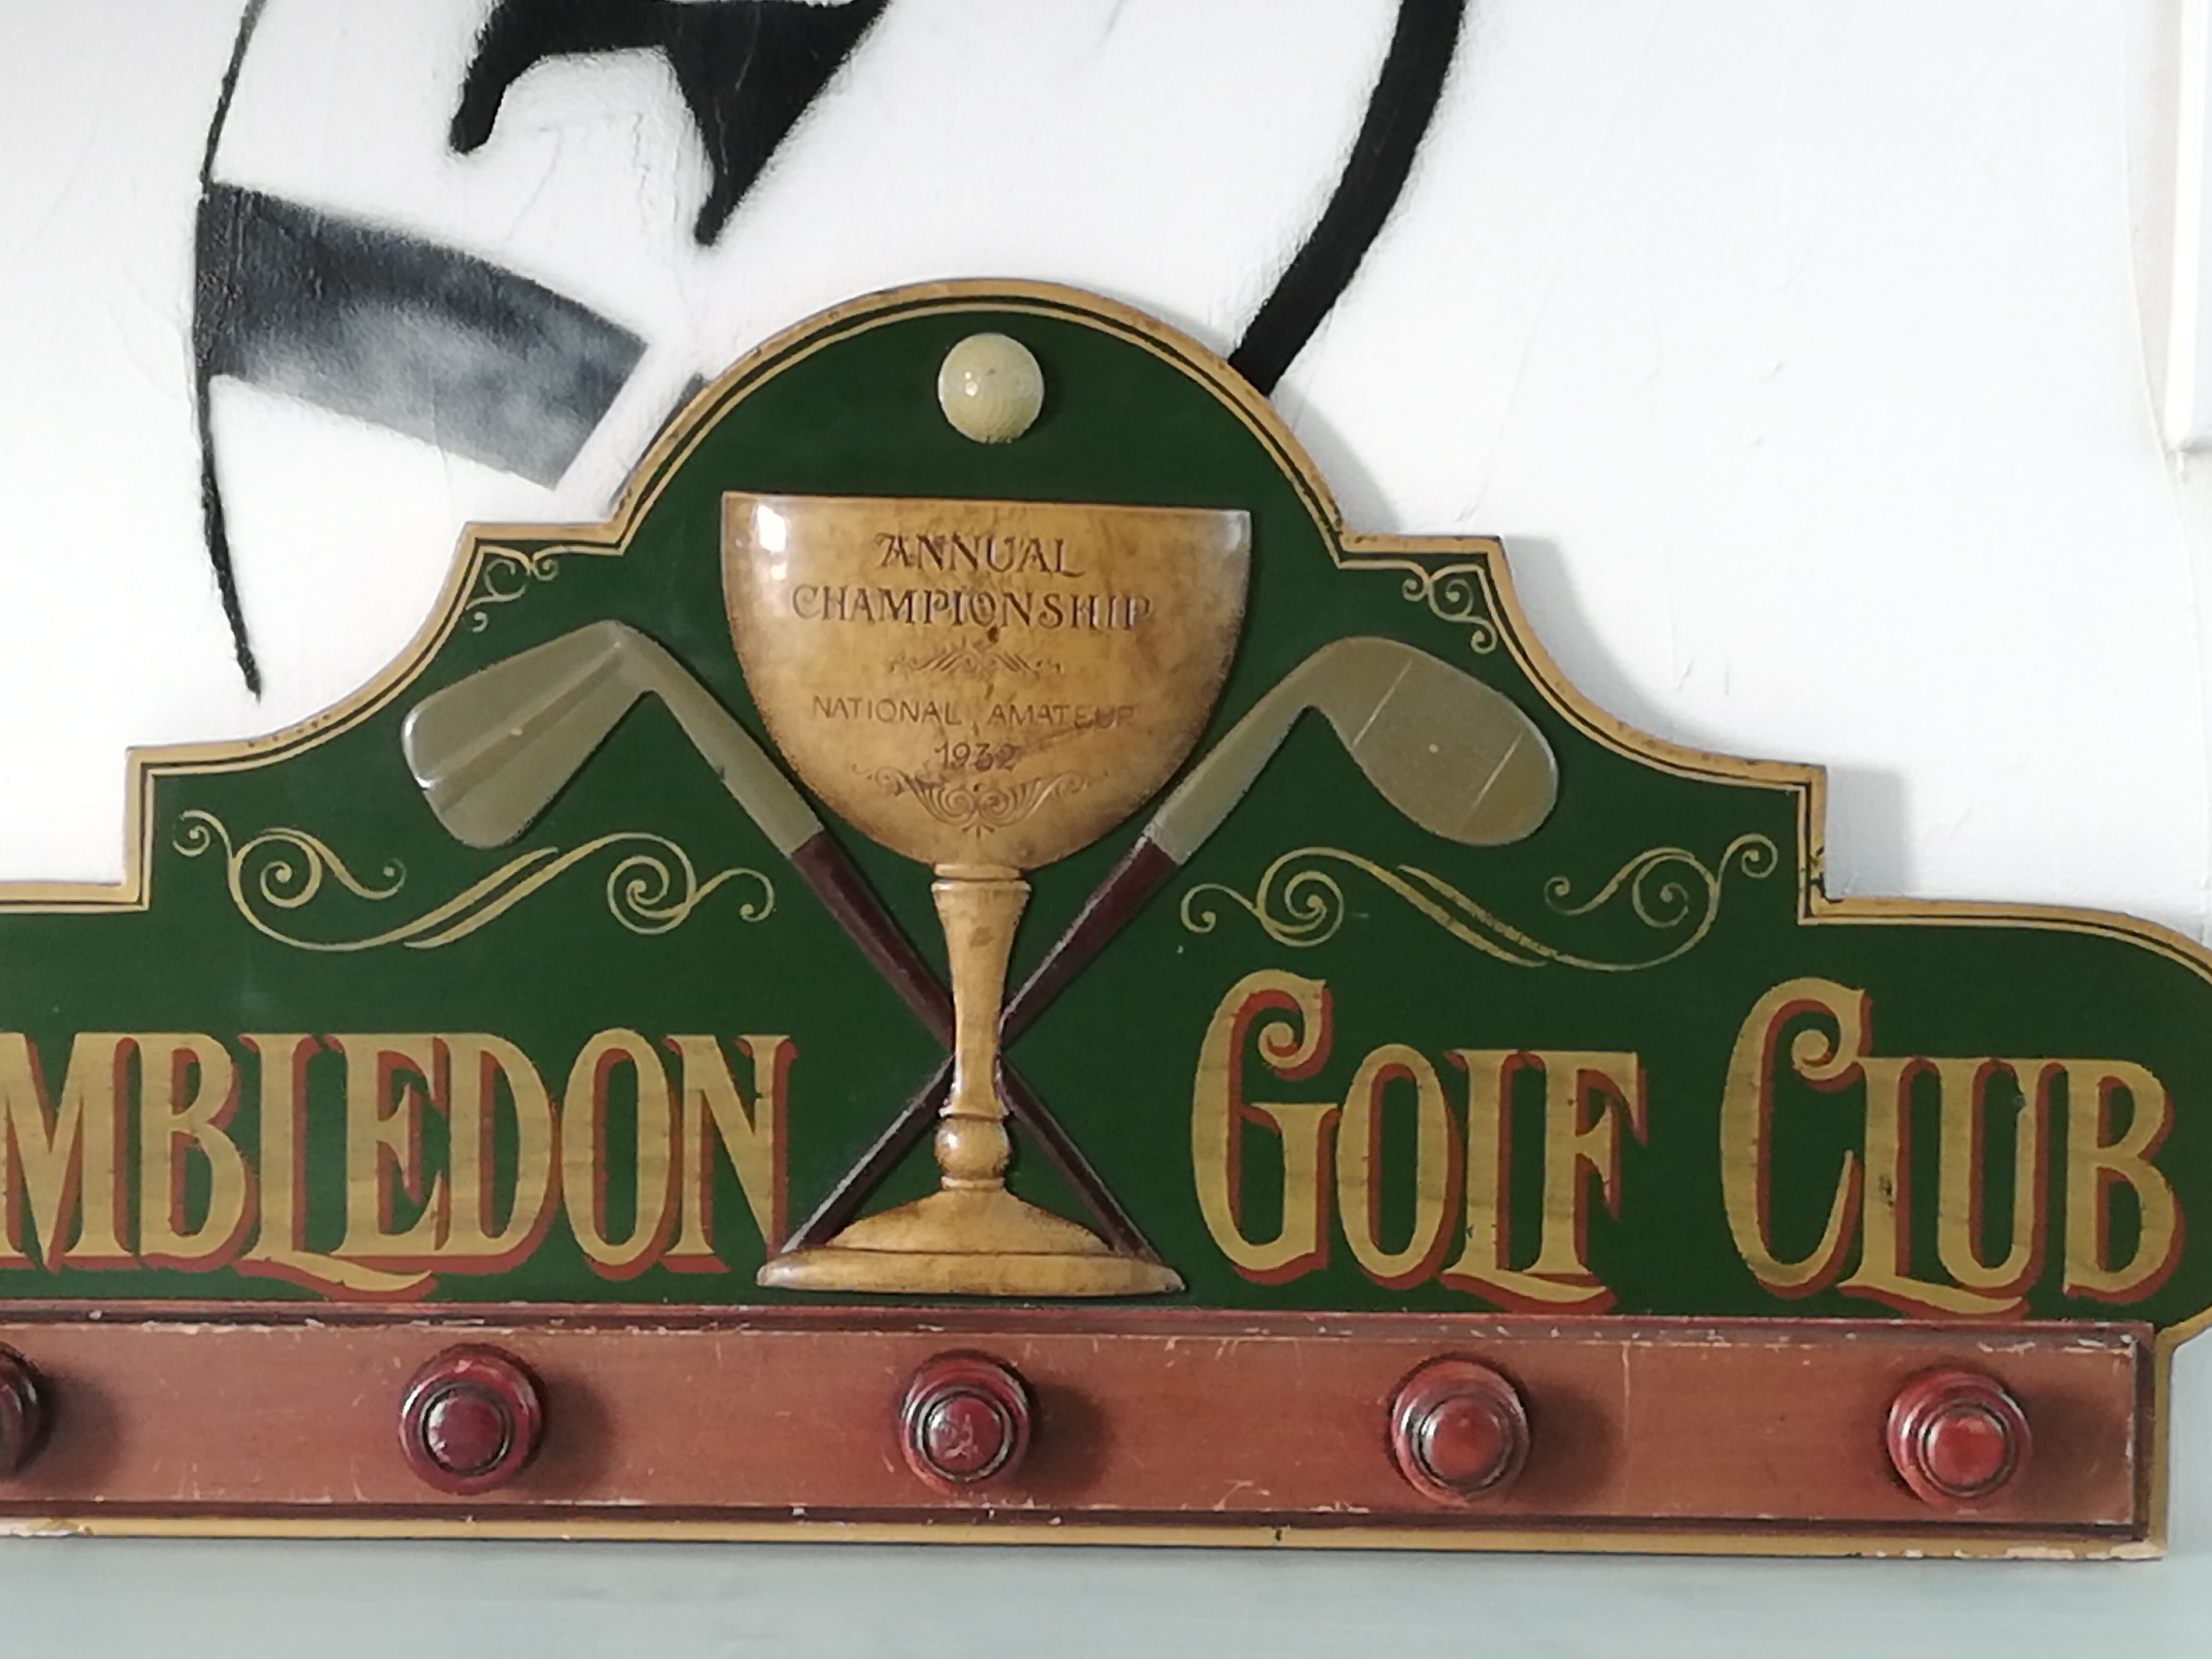 ANNUAL
CHAMPIONSHIP
NATIONAL AMATEUR
1932
MBLEDON GOLF CLUB